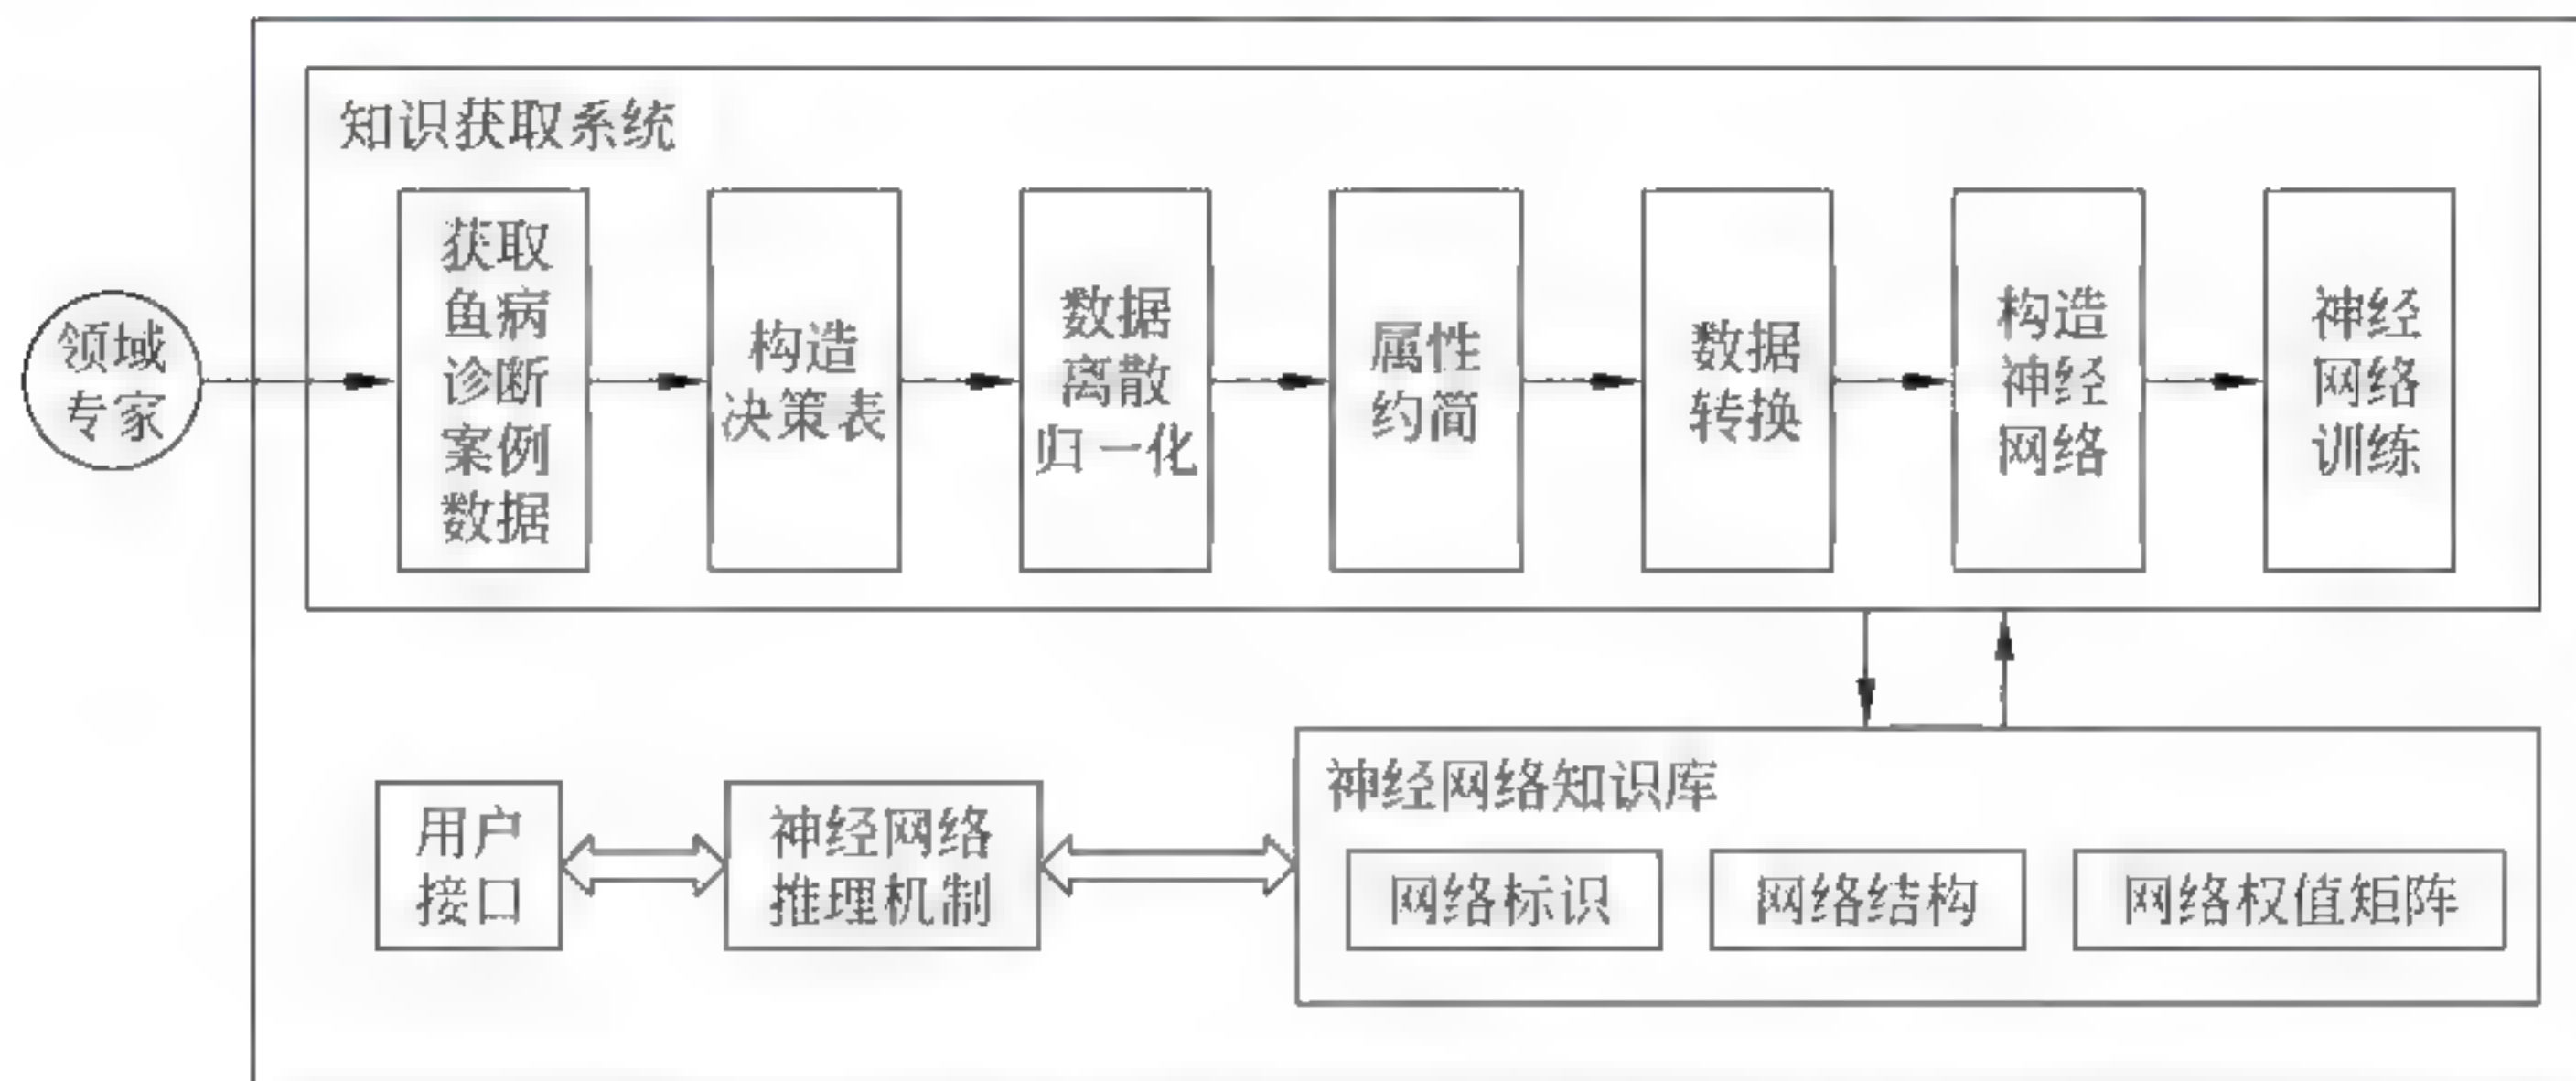 知识获取系统
领域
专家
获取
鱼病
诊断
案例
数据
构造
决策表
数据
离散
归一化
属性
约简
数据
转换
构造
神经
网络
神经
网络
训练
用户
接口
神经网络
推理机制
神经网络知识库
网络标识
网络结构
网络权值矩阵